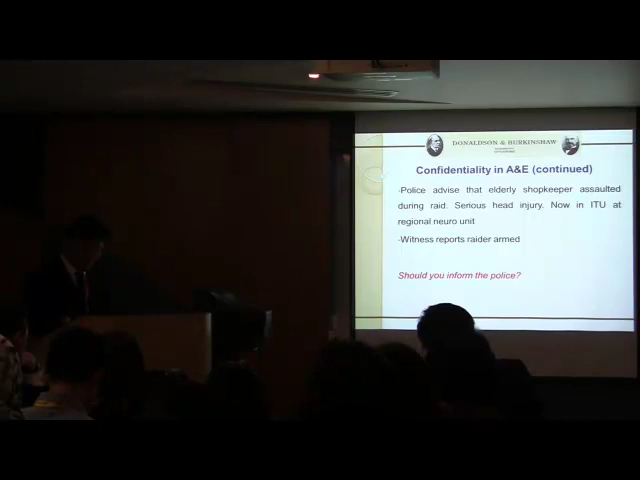 DONALDSON & BURKINSHAW
Confidentiality in A&E (continued)
-Police advise that elderly shopkeeper assaulted
during raid. Serious head injury. Now in ITU at
regional neuro unit
-Witness reports raider armed
Should you inform the police?